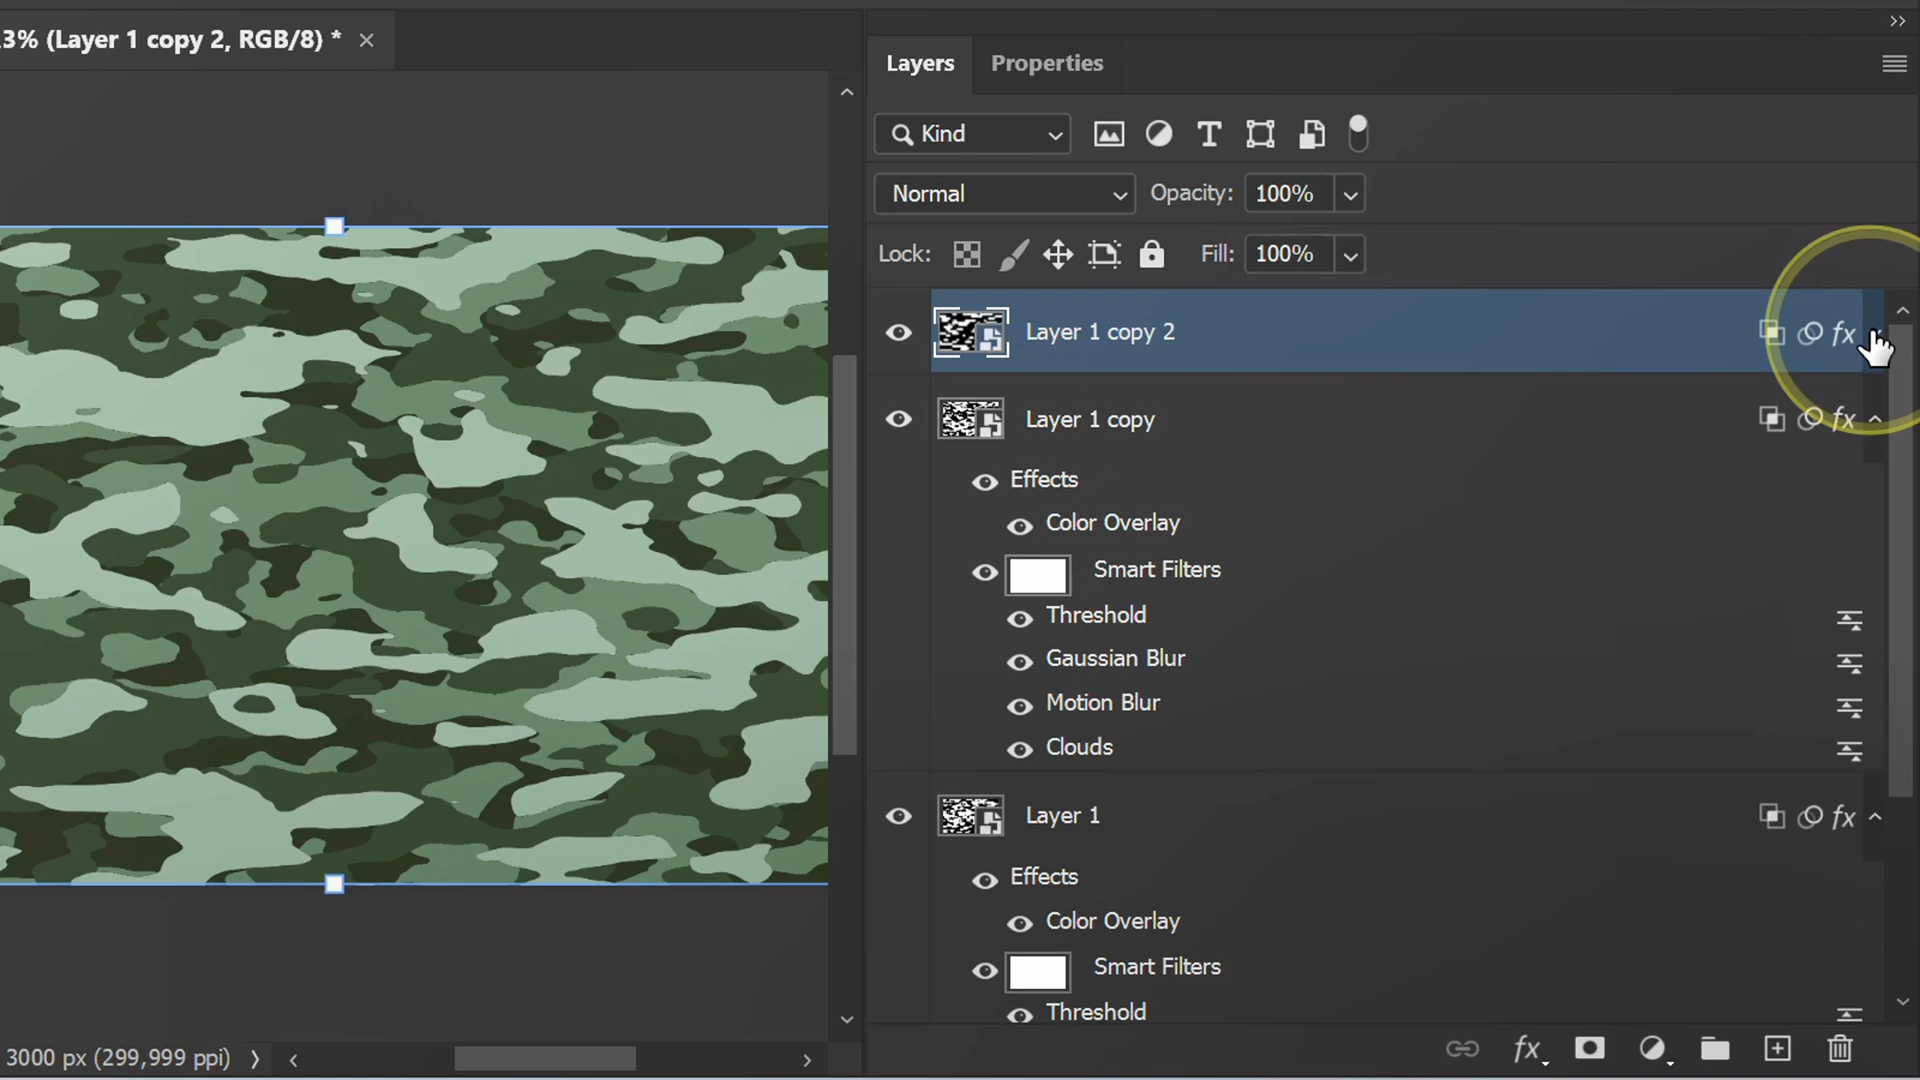 .3% (Layer 1 copy 2, RGB/8) *
Layers
Properties
Kind
Normal
Opacity:
100%
Lock:
Fill:
100%
Layer 1 copy 2
fx
Layer 1 copy
fx
Effects
Color Overlay
Smart Filters
Threshold
Gaussian Blur
Motion Blur
Clouds
Layer 1
fx
Effects
Color Overlay
Smart Filters
Threshold
3000 px (299,999 ppi)
fx